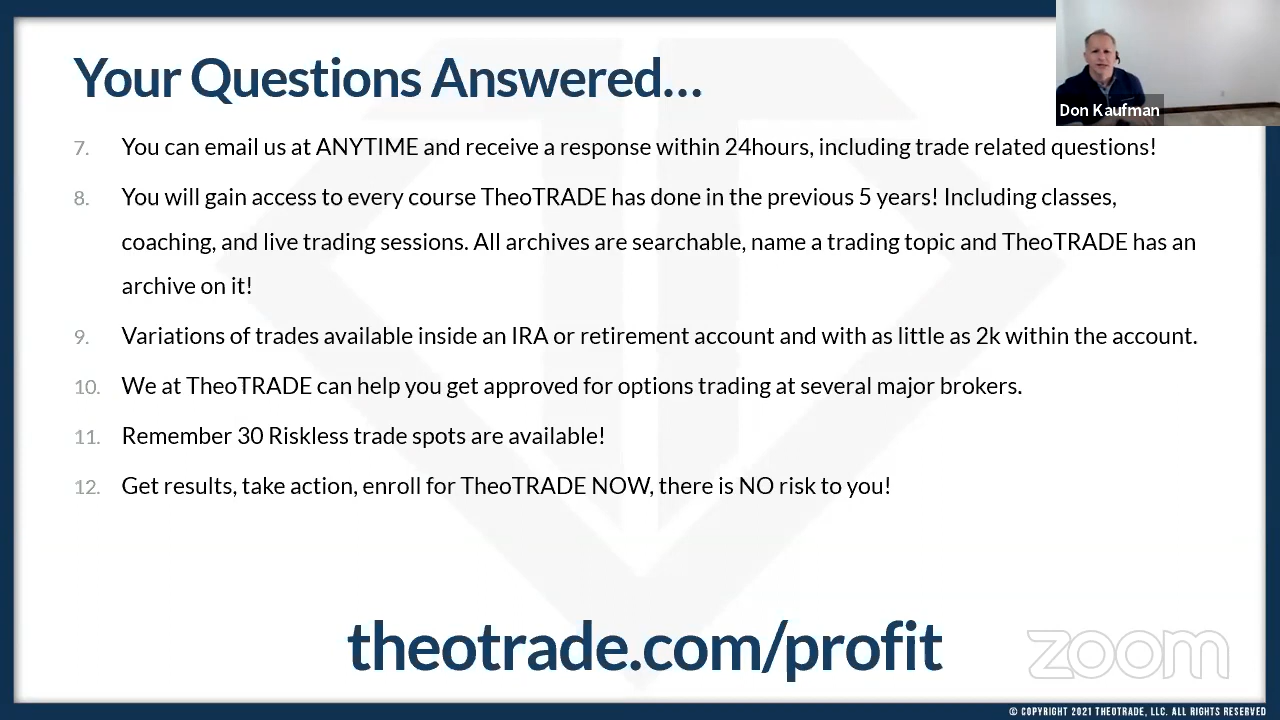 Your Questions Answered...
Don Kaufman
7. You can email us at ANYTIME and receive a response within 24hours, including trade related questions!
8. You will gain access to every course TheoTRADE has done in the previous 5 years! Including classes,
coaching, and live trading sessions. All archives are searchable, name a trading topic and TheoTRADE has an
archive on it!
9. Variations of trades available inside an IRA or retirement account and with as little as 2k within the account.
10. We at TheoTRADE can help you get approved for options trading at several major brokers.
11. Remember 30 Riskless trade spots are available!
12. Get results, take action, enroll for TheoTRADE NOW, there is NO risk to you!
theotrade.com/profit
zoom
© COPYRIGHT 2021 THEOTRADE, LLC. ALL RIGHTS RESERVED